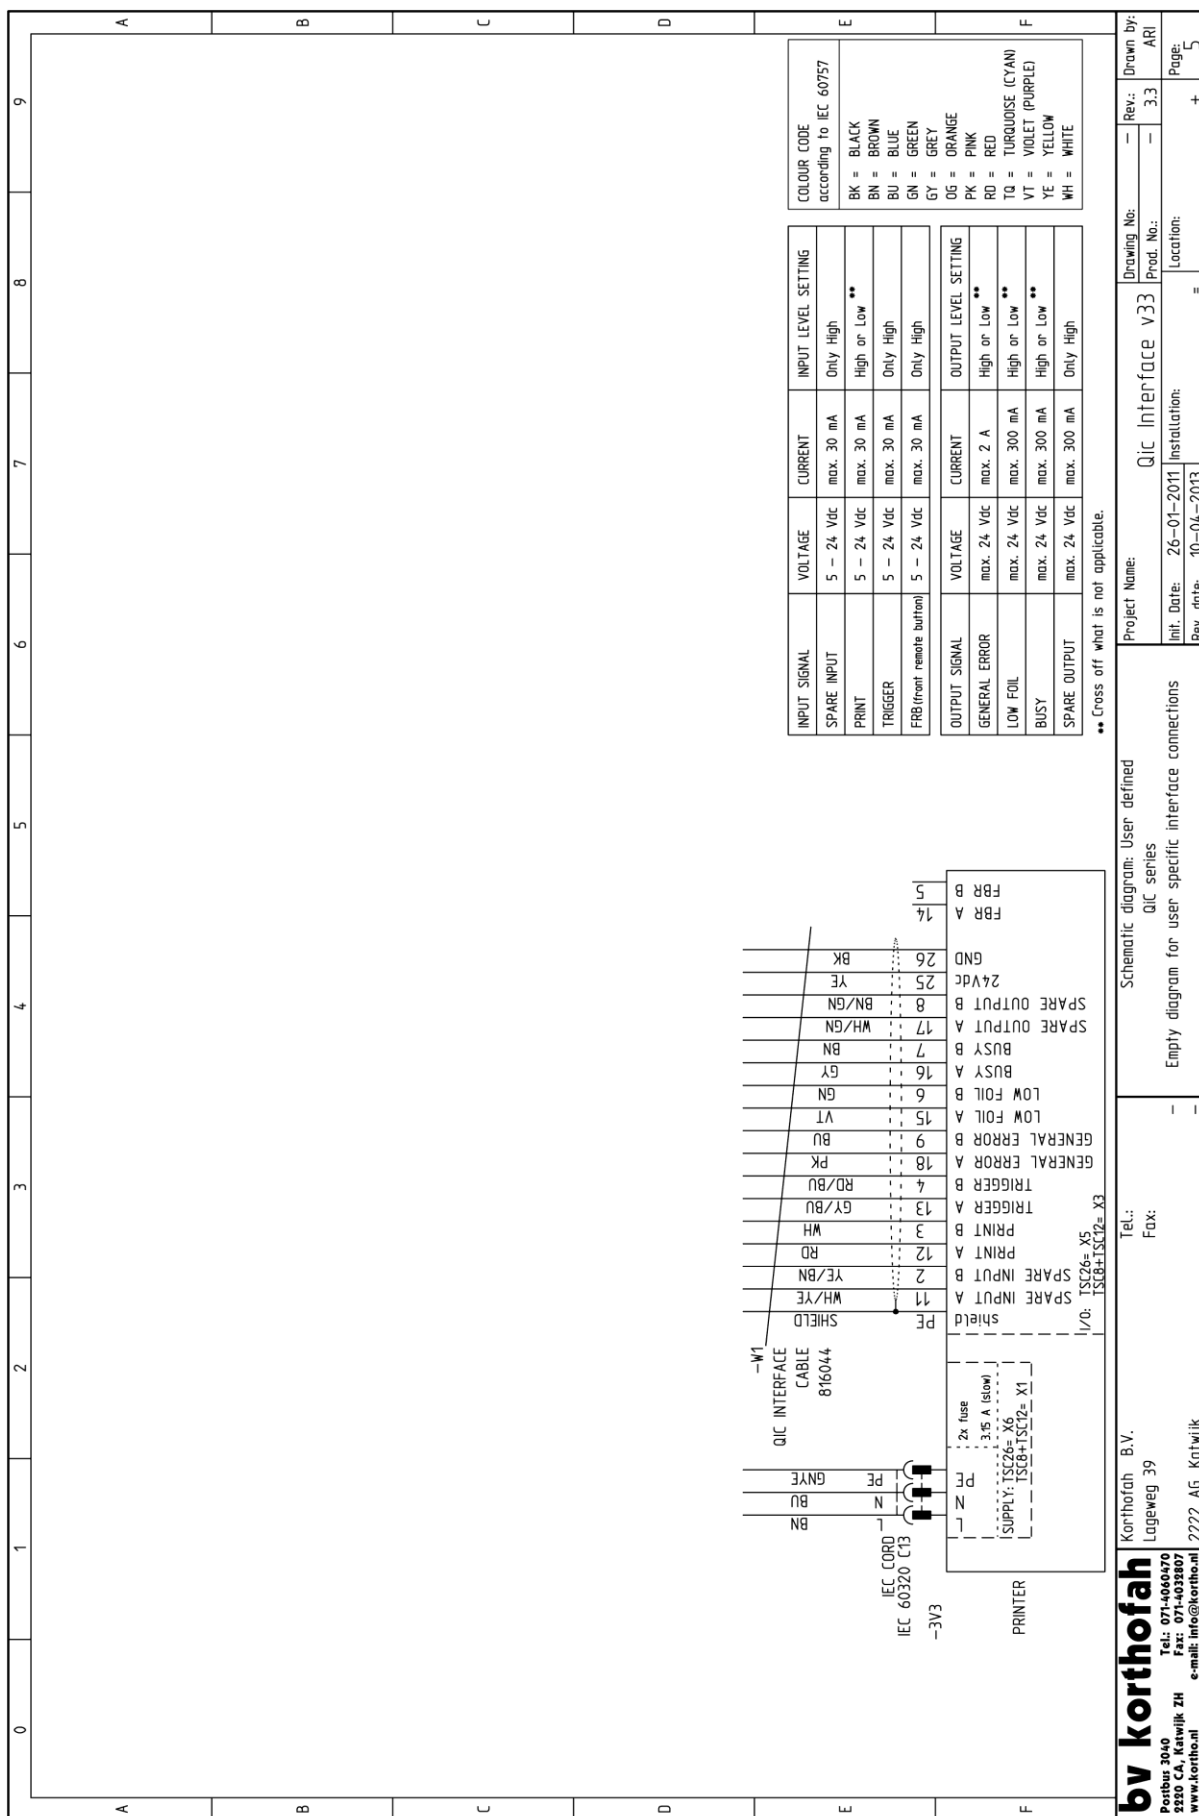 0 1 2 3 4 5 6 7 8 9
A
B
C
D
E
F
A
B
C
D
E
F
INPUT SIGNAL VOLTAGE CURRENT INPUT LEVEL SETTING
SPARE INPUT 5 – 24 Vdc max. 30 mA Only High
PRINT 5 – 24 Vdc max. 30 mA High or Low **
TRIGGER 5 – 24 Vdc max. 30 mA Only High
FRB(front remote button) 5 – 24 Vdc max. 30 mA Only High
OUTPUT SIGNAL VOLTAGE CURRENT OUTPUT LEVEL SETTING
GENERAL ERROR max. 24 Vdc max. 2 A High or Low **
LOW FOIL max. 24 Vdc max. 300 mA High or Low **
BUSY max. 24 Vdc max. 300 mA High or Low **
SPARE OUTPUT max. 24 Vdc max. 300 mA Only High
** Cross off what is not applicable.
COLOUR CODE
according to IEC 60757
BK = BLACK
BN = BROWN
BU = BLUE
GN = GREEN
GY = GREY
OG = ORANGE
PK = PINK
RD = RED
TQ = TURQUOISE (CYAN)
VT = VIOLET (PURPLE)
YE = YELLOW
WH = WHITE
–W1
QIC INTERFACE
CABLE
816044
IEC CORD
IEC 60320 C13
–3V3
PRINTER
BN L L
BU N N
GNYE PE PE
2x fuse
3.15 A (slow)
SUPPLY: TSC26= X6
TSC8+TSC12= X1
SHIELD PE shield
WH/YE 11 SPARE INPUT A
YE/BN 2 SPARE INPUT B
RD 12 PRINT A
WH 3 PRINT B
GY/BU 13 TRIGGER A
RD/BU 4 TRIGGER B
PK 18 GENERAL ERROR A
BU 9 GENERAL ERROR B
VT 15 LOW FOIL A
GN 6 LOW FOIL B
GY 16 BUSY A
BN 7 BUSY B
WH/GN 17 SPARE OUTPUT A
BN/GN 8 SPARE OUTPUT B
YE 25 24Vdc
BK 26 GND
14 FBR A
5 FBR B
I/O: TSC26= X5
TSC8+TSC12= X3
bv korthofah
Postbus 3040 Tel.: 071-4060470
2220 CA, Katwijk ZH Fax: 071-4032807
www.kortho.nl e-mail: info@kortho.nl
Korthofah B.V.
Lageweg 39
2222 AG Katwijk
Tel.:
Fax:
–
–
Schematic diagram: User defined
QiC series
Empty diagram for user specific interface connections
Project Name:
QiC Interface v33
Init. Date: 26–01–2011
Rev. date: 10–04–2013
Installation:
=
Drawing No: –
Prod. No.: –
Location:
+
Rev.:
3.3
Drawn by:
ARI
Page:
5